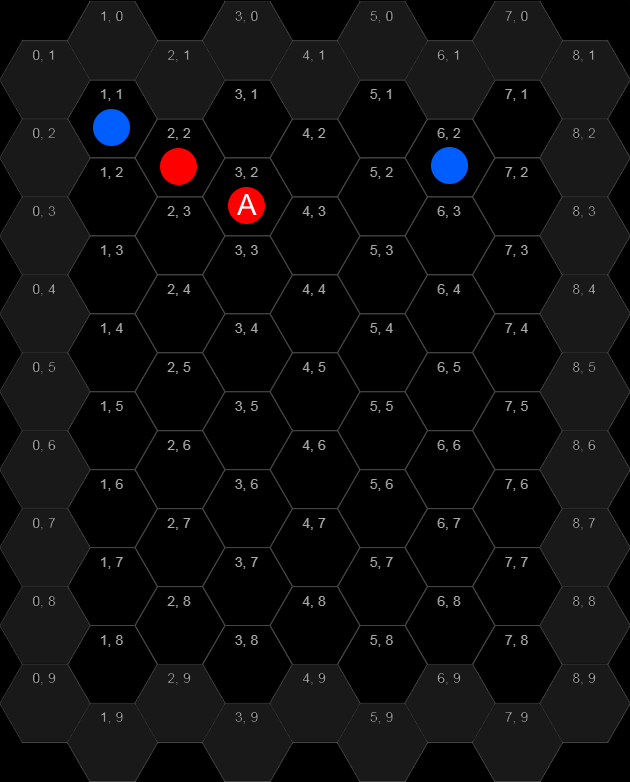 1, 0 3, 0 5, 0 7, 0
0, 1 2, 1 4, 1 6, 1 8, 1
1, 1 3, 1 5, 1 7, 1
0, 2 2, 2 4, 2 6, 2 8, 2
1, 2 3, 2 5, 2 7, 2
A
0, 3 2, 3 4, 3 6, 3 8, 3
1, 3 3, 3 5, 3 7, 3
0, 4 2, 4 4, 4 6, 4 8, 4
1, 4 3, 4 5, 4 7, 4
0, 5 2, 5 4, 5 6, 5 8, 5
1, 5 3, 5 5, 5 7, 5
0, 6 2, 6 4, 6 6, 6 8, 6
1, 6 3, 6 5, 6 7, 6
0, 7 2, 7 4, 7 6, 7 8, 7
1, 7 3, 7 5, 7 7, 7
0, 8 2, 8 4, 8 6, 8 8, 8
1, 8 3, 8 5, 8 7, 8
0, 9 2, 9 4, 9 6, 9 8, 9
1, 9 3, 9 5, 9 7, 9